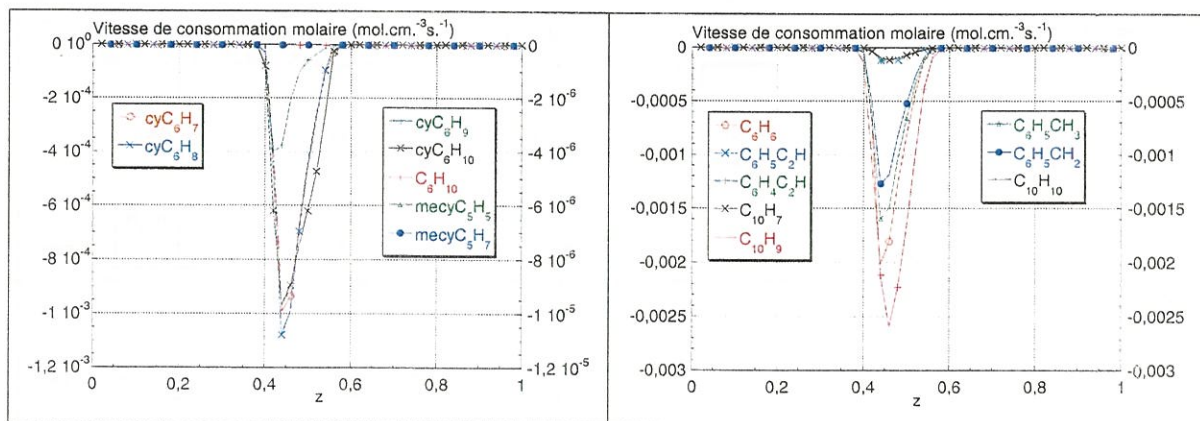 Vitesse de consommation molaire (mol.cm.⁻³s.⁻¹)
0 10⁰
-2 10⁻⁴
-4 10⁻⁴
-6 10⁻⁴
-8 10⁻⁴
-1 10⁻³
-1,2 10⁻³
0
0,2
0,4
0,6
0,8
1
z
0
-2 10⁻⁶
-4 10⁻⁶
-6 10⁻⁶
-8 10⁻⁶
-1 10⁻⁵
-1,2 10⁻⁵
cyC₆H₇
cyC₆H₈
cyC₆H₉
cyC₆H₁₀
C₆H₁₀
mecyC₅H₅
mecyC₅H₇
Vitesse de consommation molaire (mol.cm.⁻³s.⁻¹)
0
-0,0005
-0,001
-0,0015
-0,002
-0,0025
-0,003
0
0,2
0,4
0,6
0,8
1
z
0
-0,0005
-0,001
-0,0015
-0,002
-0,0025
-0,003
C₆H₆
C₆H₅C₂H
C₆H₄C₂H
C₁₀H₇
C₁₀H₉
C₆H₅CH₃
C₆H₅CH₂
C₁₀H₁₀